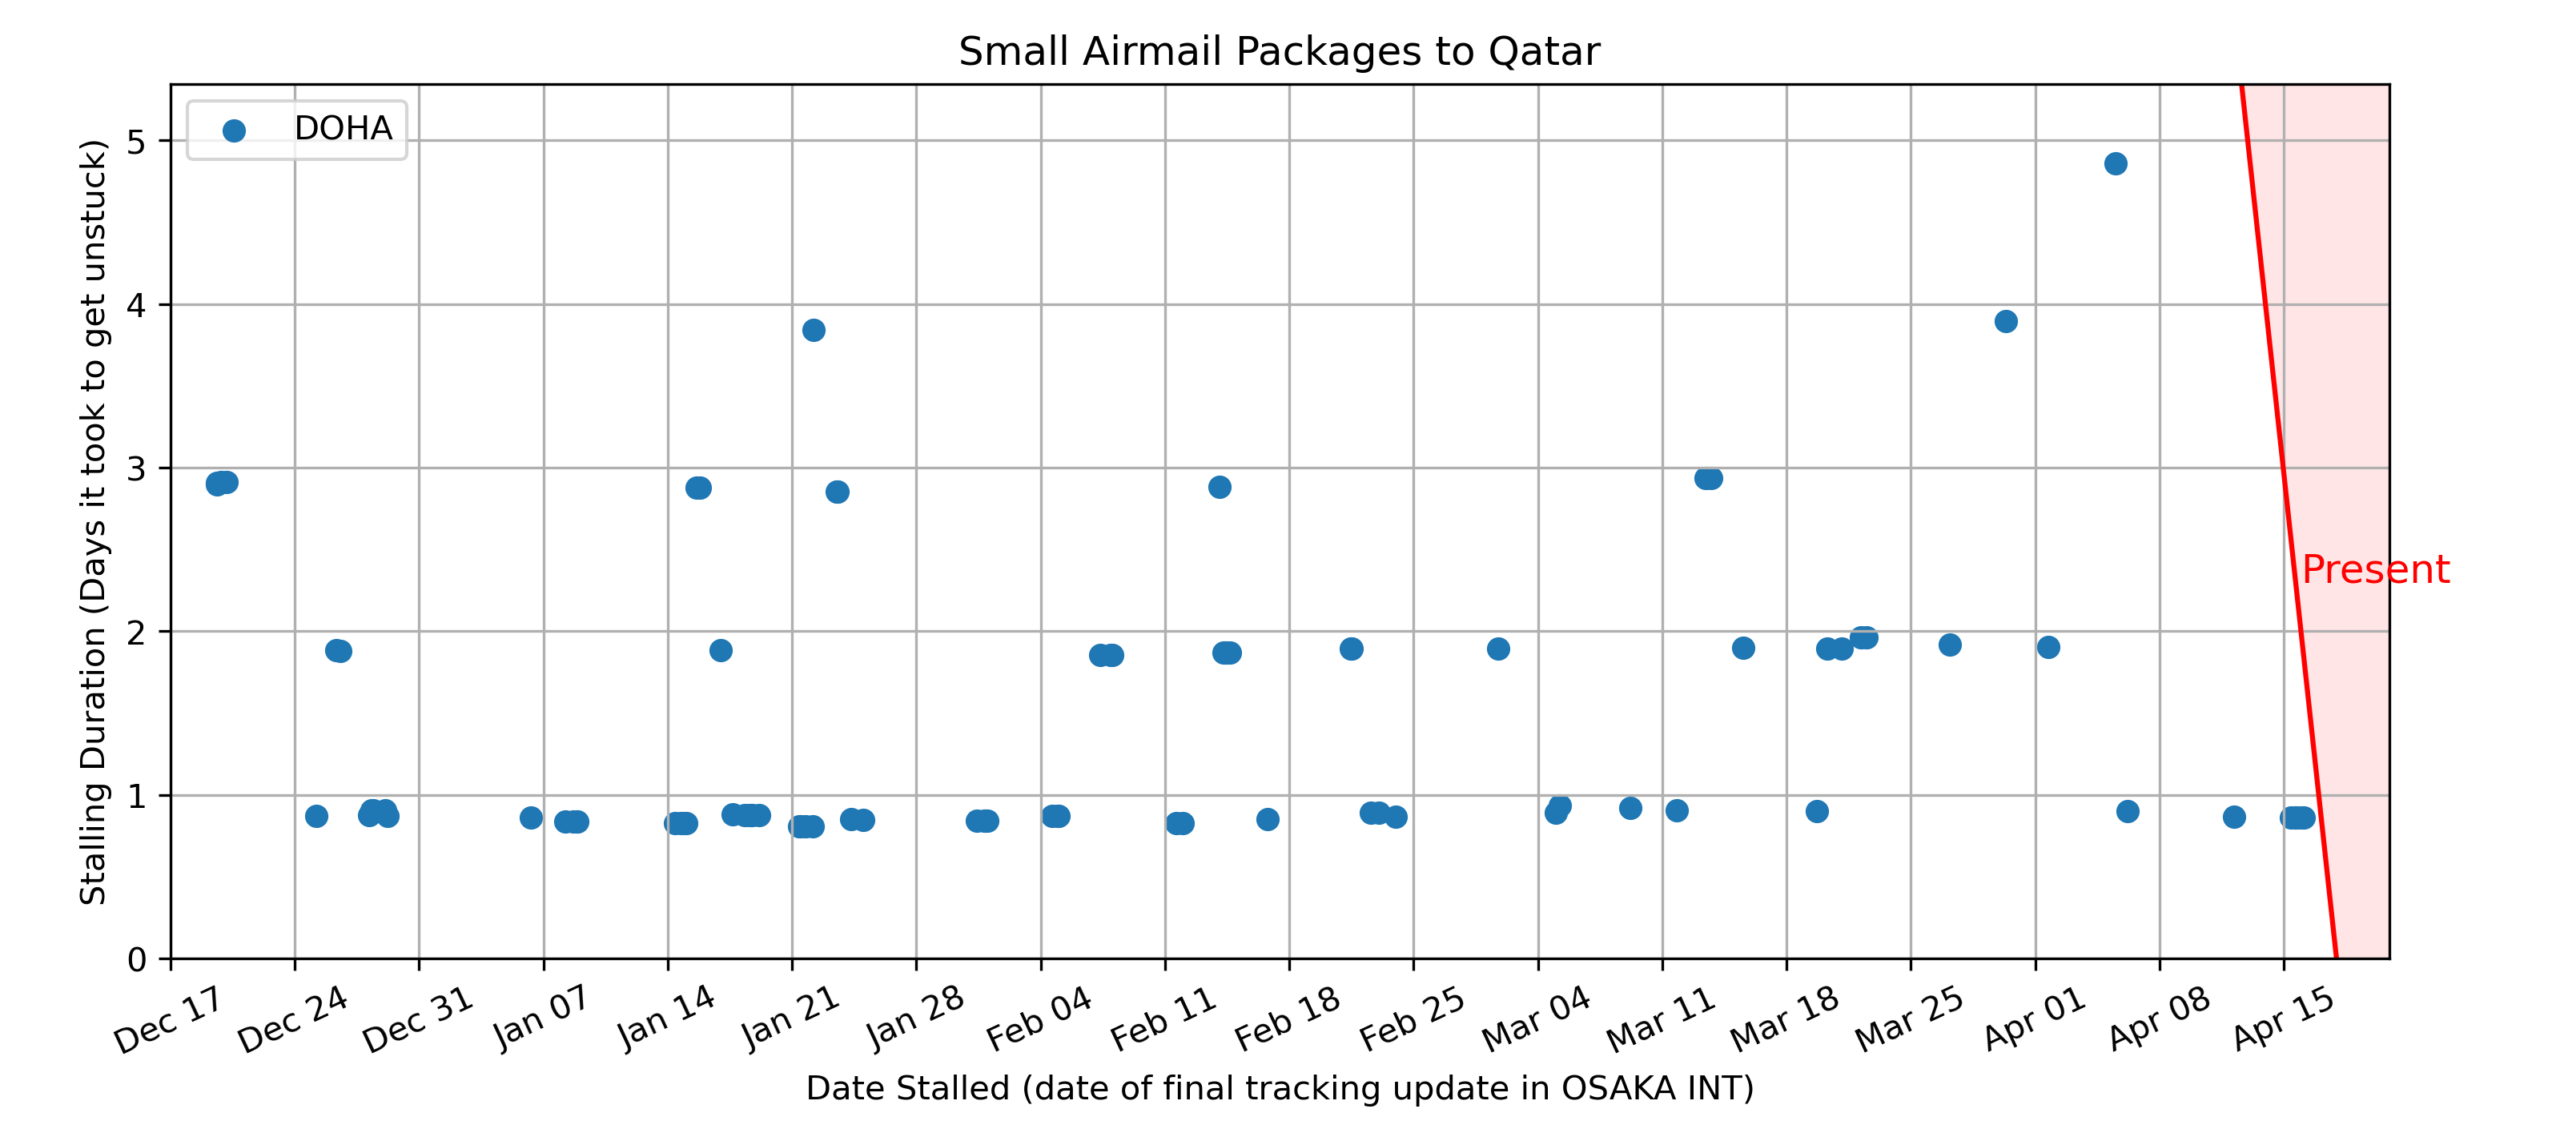 Small Airmail Packages to Qatar
DOHA
Stalling Duration (Days it took to get unstuck)
5
4
3
2
1
0
Present
Dec 17
Dec 24
Dec 31
Jan 07
Jan 14
Jan 21
Jan 28
Feb 04
Feb 11
Feb 18
Feb 25
Mar 04
Mar 11
Mar 18
Mar 25
Apr 01
Apr 08
Apr 15
Date Stalled (date of final tracking update in OSAKA INT)